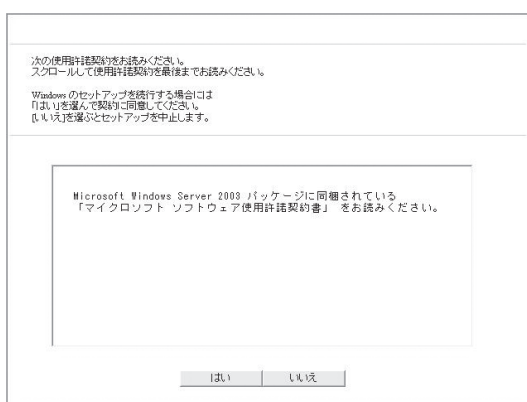 次の使用許諾契約をお読みください。
スクロールして使用許諾契約を最後までお読みください。
Windows のセットアップを続行する場合には
「はい」を選んで契約に同意してください。
[いいえ]を選ぶとセットアップを中止します。
Microsoft Windows Server 2003 パッケージに同梱されている
「マイクロソフト ソフトウェア使用許諾契約書」 をお読みください。
はい
いいえ